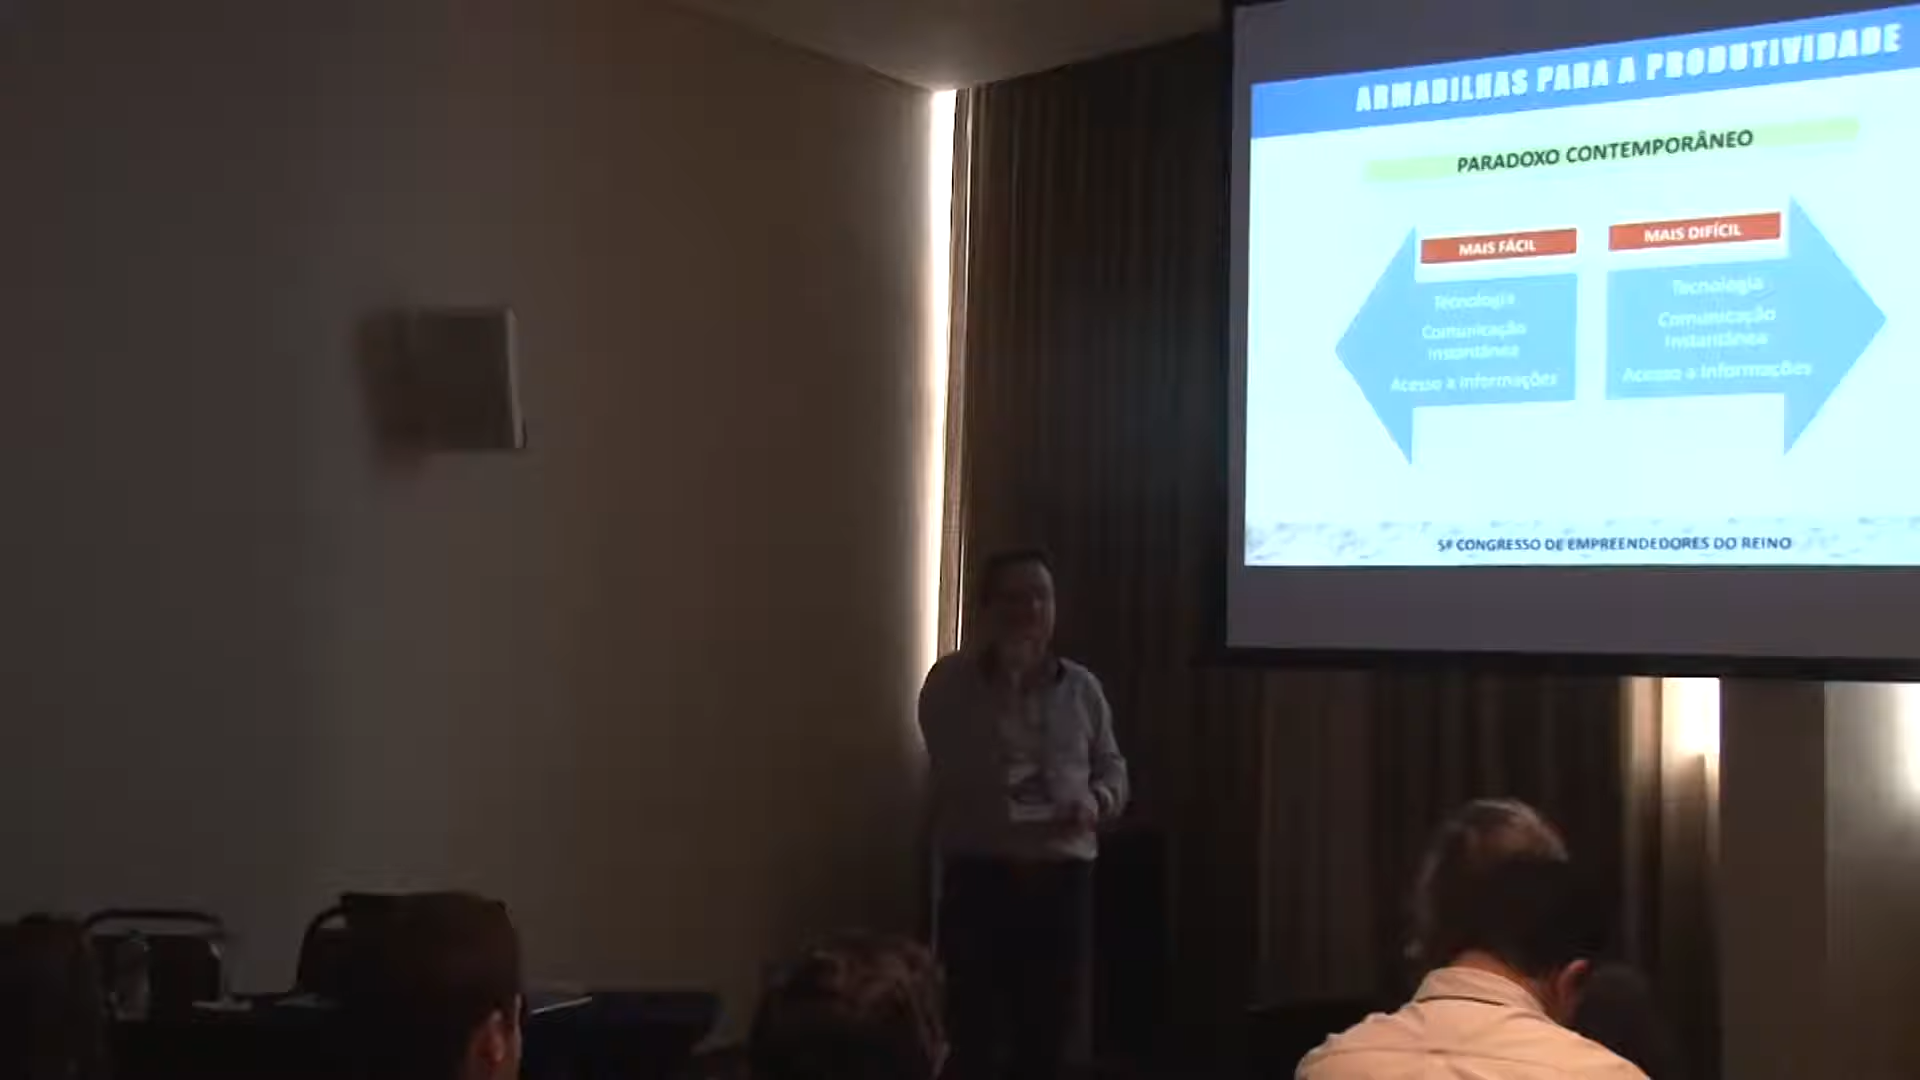 ARMADILHAS PARA A PRODUTIVIDADE
PARADOXO CONTEMPORÂNEO
MAIS FÁCIL
Tecnologia
Comunicação
Instantânea
Acesso a Informações
MAIS DIFÍCIL
Tecnologia
Comunicação
Instantânea
Acesso a Informações
5º CONGRESSO DE EMPREENDEDORES DO REINO